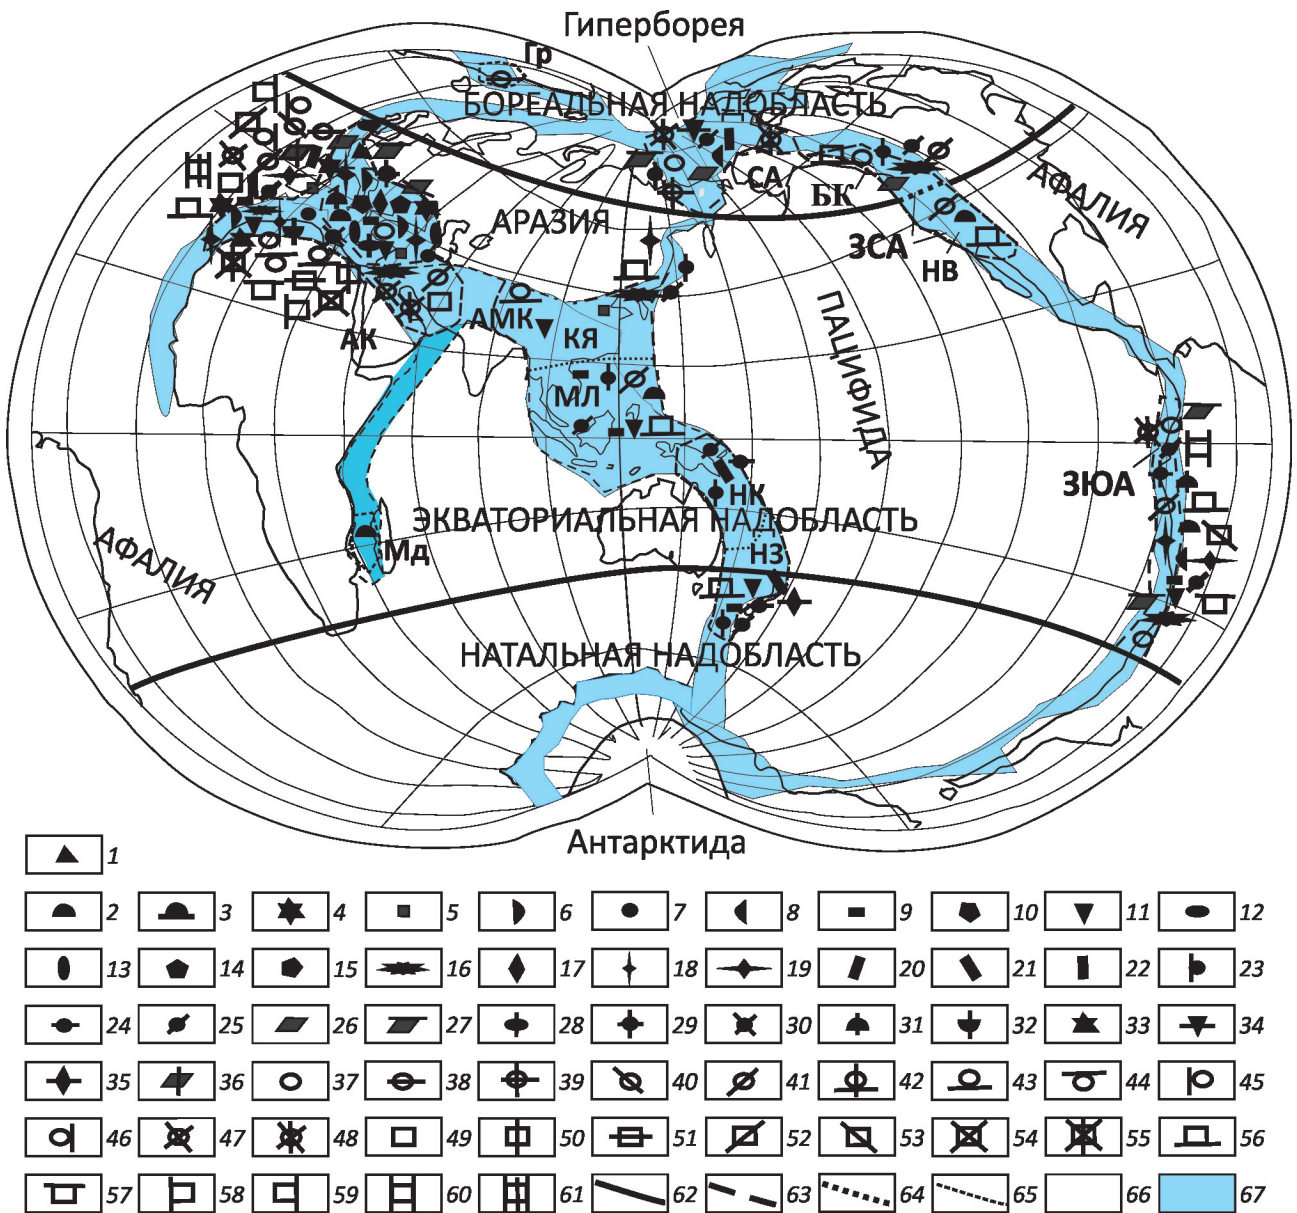 Гиперборея
Гр
БОРЕАЛЬНАЯ НАДОБЛАСТЬ
СА
БК
АФАЛИЯ
АРАЗИЯ
ЗСА
НВ
ПАЦИФИДА
АК
АМК
КЯ
МЛ
ЗЮА
НК
ЭКВАТОРИАЛЬНАЯ НАДОБЛАСТЬ
АФАЛИЯ
Мд
НЗ
НАТАЛЬНАЯ НАДОБЛАСТЬ
Антарктида
1
2 3 4 5 6 7 8 9 10 11 12
13 14 15 16 17 18 19 20 21 22 23
24 25 26 27 28 29 30 31 32 33 34
35 36 37 38 39 40 41 42 43 44 45
46 47 48 49 50 51 52 53 54 55 56
57 58 59 60 61 62 63 64 65 66 67